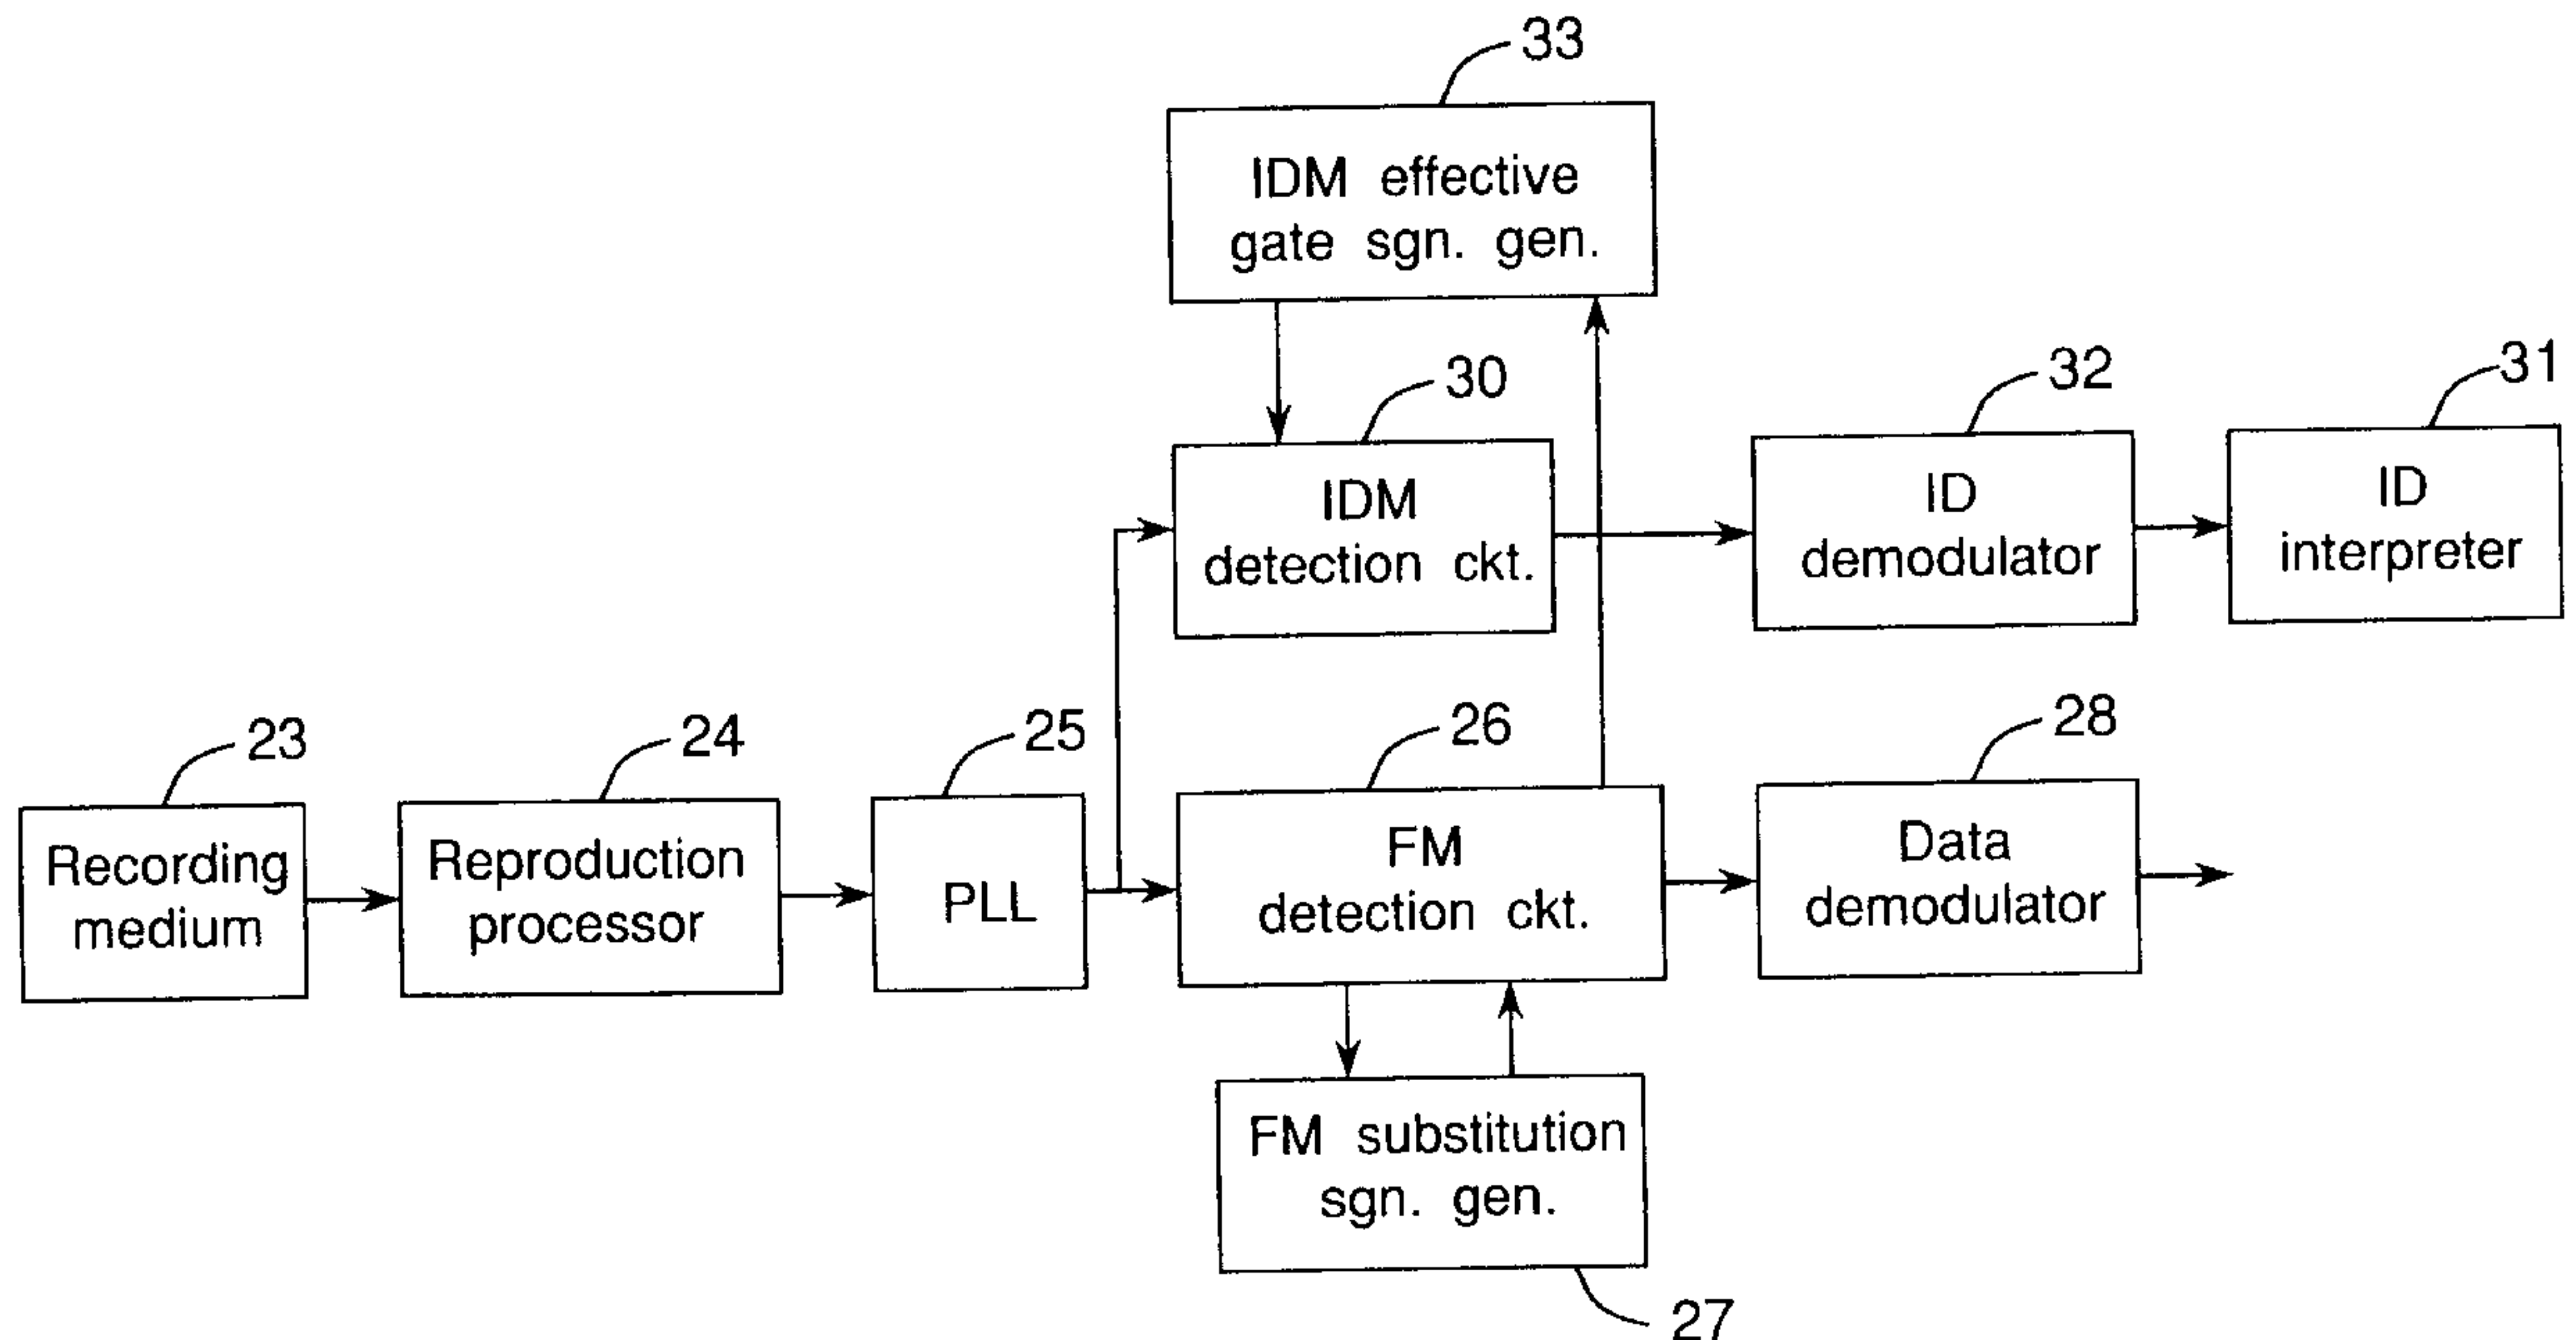 33
IDM effective
gate sgn. gen.
30
IDM
detection ckt.
32
ID
demodulator
31
ID
interpreter
23
Recording
medium
24
Reproduction
processor
25
PLL
26
FM
detection ckt.
28
Data
demodulator
FM substitution
sgn. gen.
27